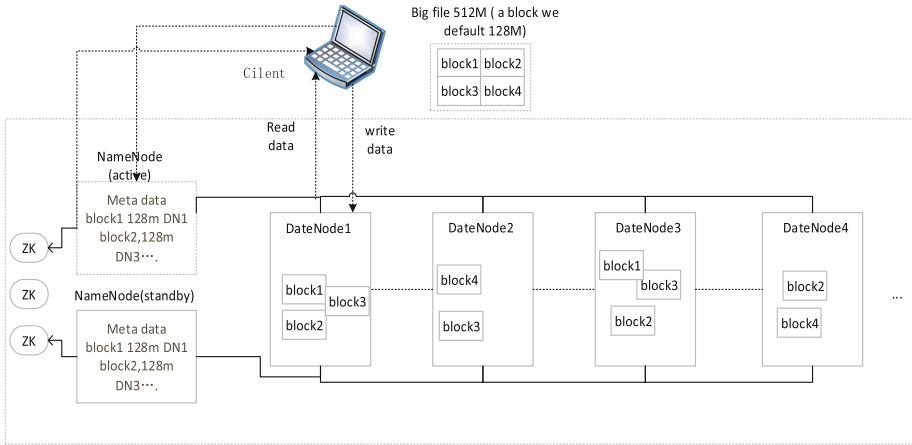 Big file 512M ( a block we
default 128M)
block1 block2
block3 block4
Cilent
Read
data
write
data
NameNode
(active)
Meta data
block1 128m DN1
block2,128m
DN3….
ZK
ZK
ZK
NameNode(standby)
Meta data
block1 128m DN1
block2,128m
DN3….
DateNode1
block1
block3
block2
DateNode2
block4
block3
DateNode3
block1
block3
block2
DateNode4
block2
block4
...